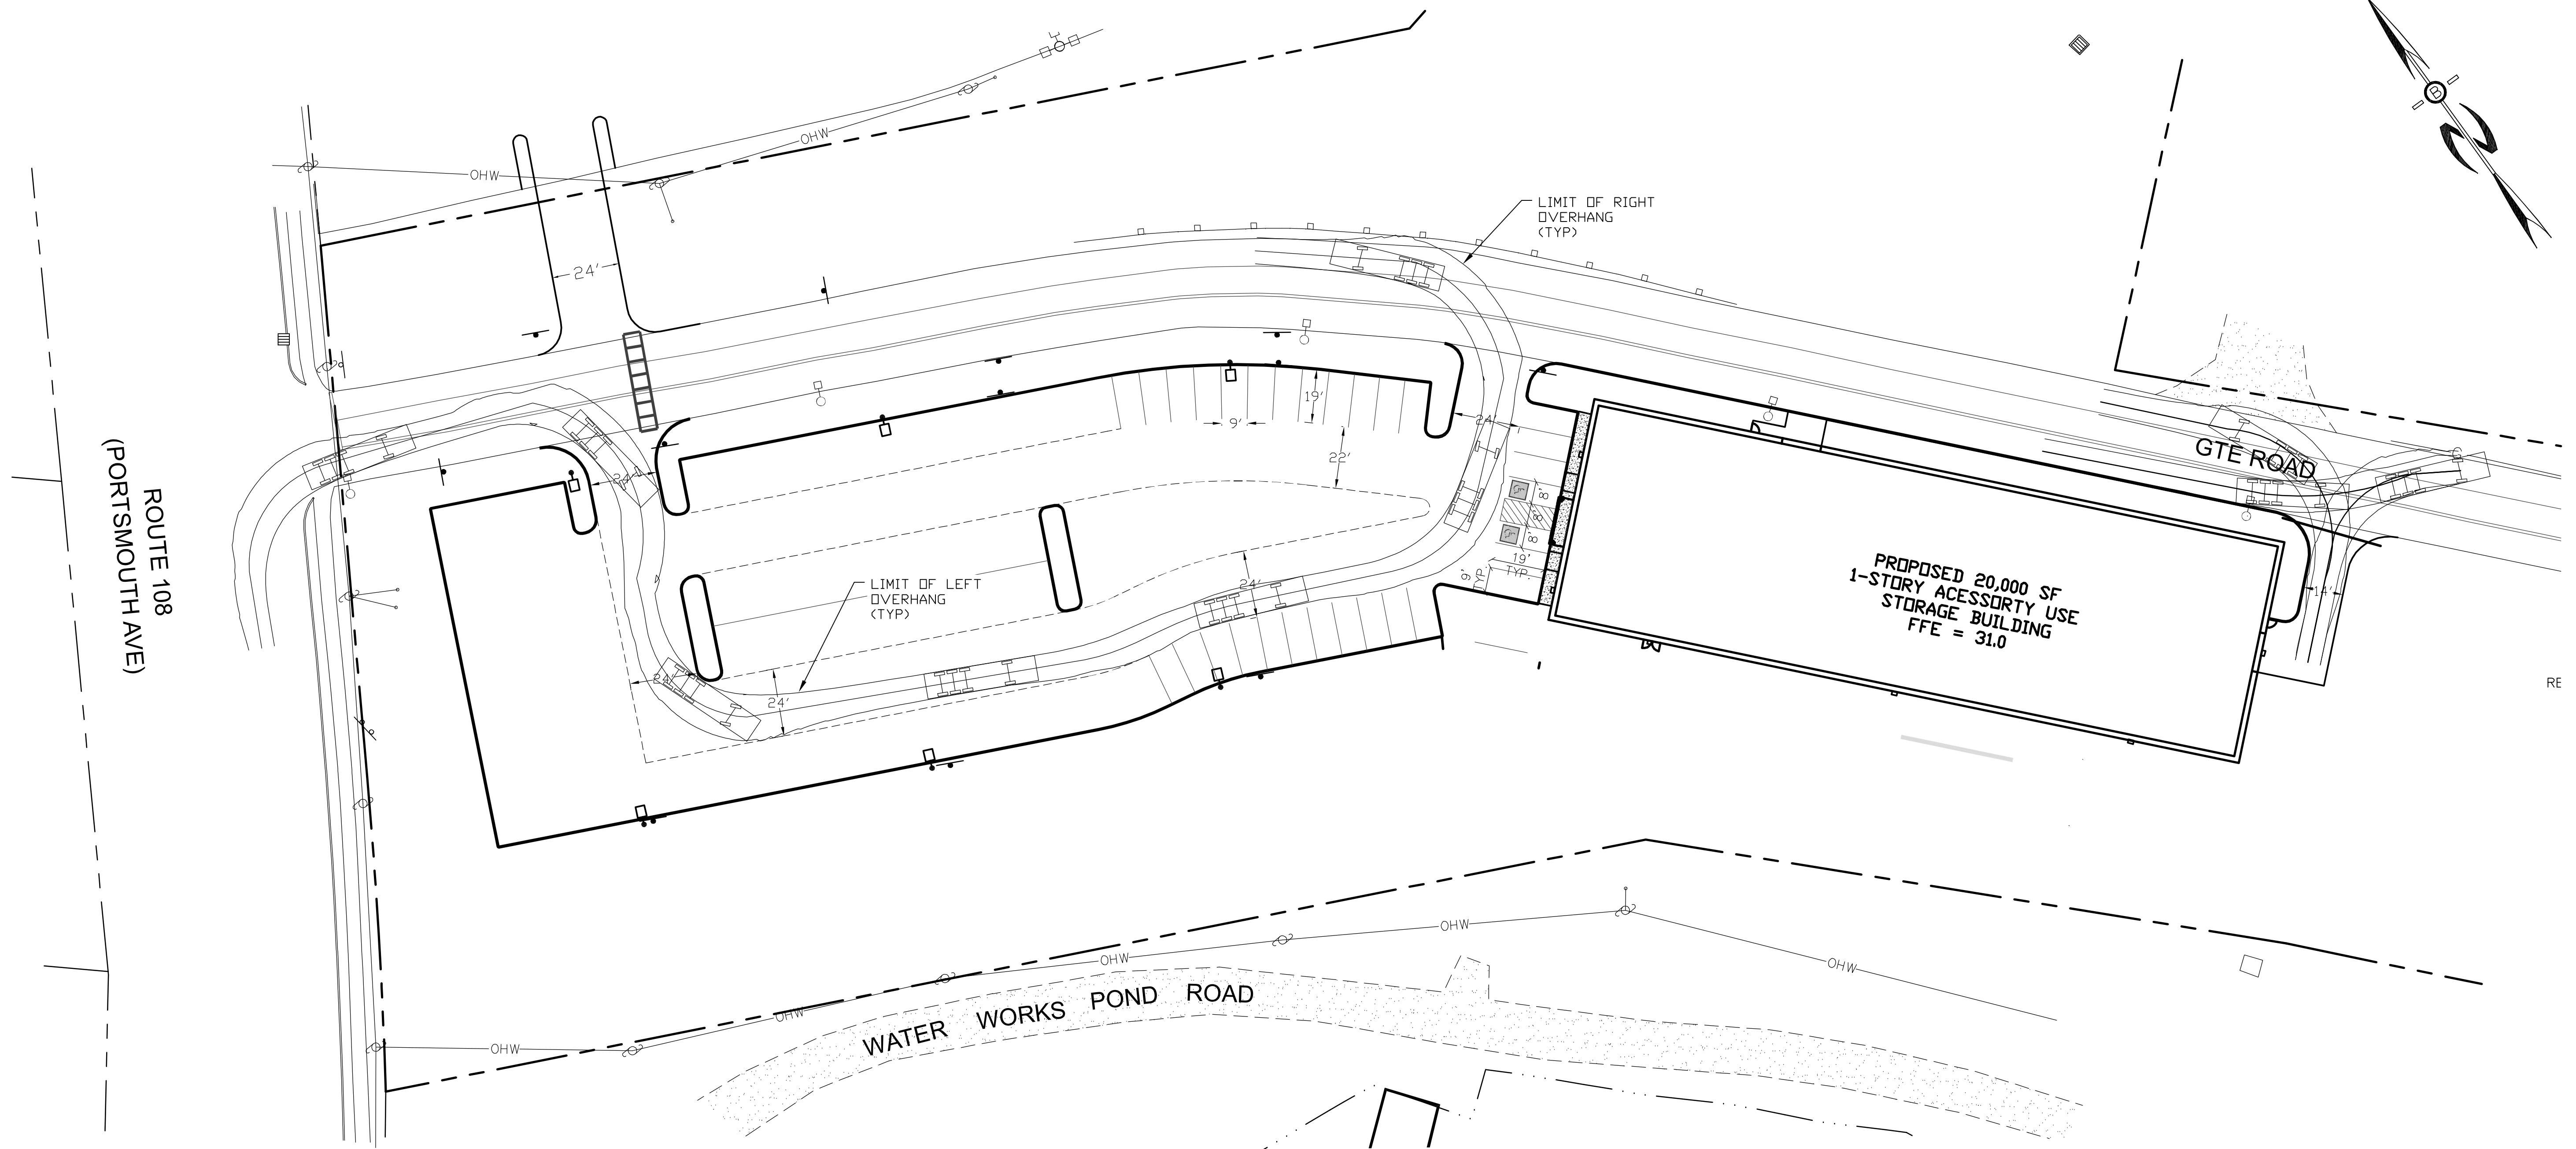 OHW
OHW
B
LIMIT OF RIGHT
OVERHANG
(TYP)
24'
19'
9'
24'
22'
24'
GTE ROAD
ROUTE 108
(PORTSMOUTH AVE)
8'
8'
19'
TYP.
9'
TYP.
LIMIT OF LEFT
OVERHANG
(TYP)
24'
24'
24'
14'
PROPOSED 20,000 SF
1-STORY ACESSORTY USE
STORAGE BUILDING
FFE = 31.0
RE
OHW
OHW
OHW
OHW
OHW
WATER WORKS POND ROAD